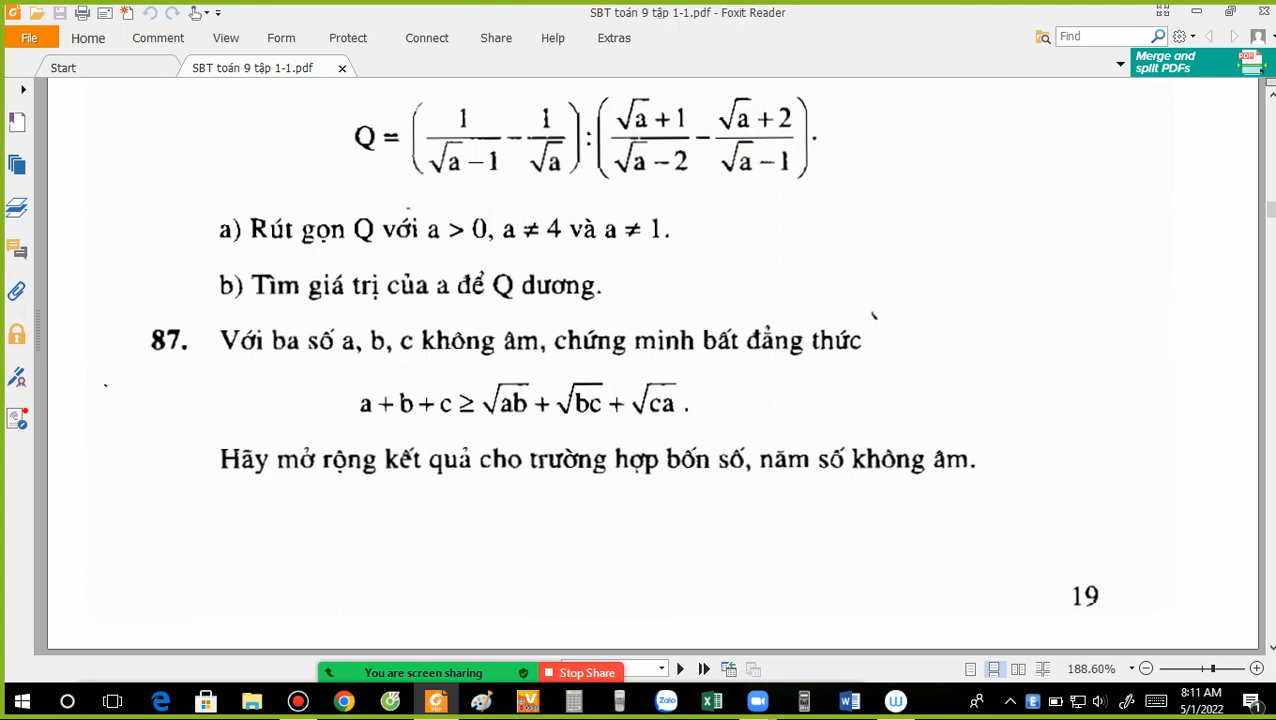 SBT toán 9 tập 1-1.pdf - Foxit Reader
File Home Comment View Form Protect Connect Share Help Extras Find
Start SBT toán 9 tập 1-1.pdf Merge and split PDFs
Q = (1/(√a − 1) − 1/√a) : ((√a + 1)/(√a − 2) − (√a + 2)/(√a − 1)).
a) Rút gọn Q với a > 0, a ≠ 4 và a ≠ 1.
b) Tìm giá trị của a để Q dương.
87. Với ba số a, b, c không âm, chứng minh bất đẳng thức
a + b + c ≥ √ab + √bc + √ca .
Hãy mở rộng kết quả cho trường hợp bốn số, năm số không âm.
19
You are screen sharing Stop Share 188.60%
8:11 AM
5/1/2022